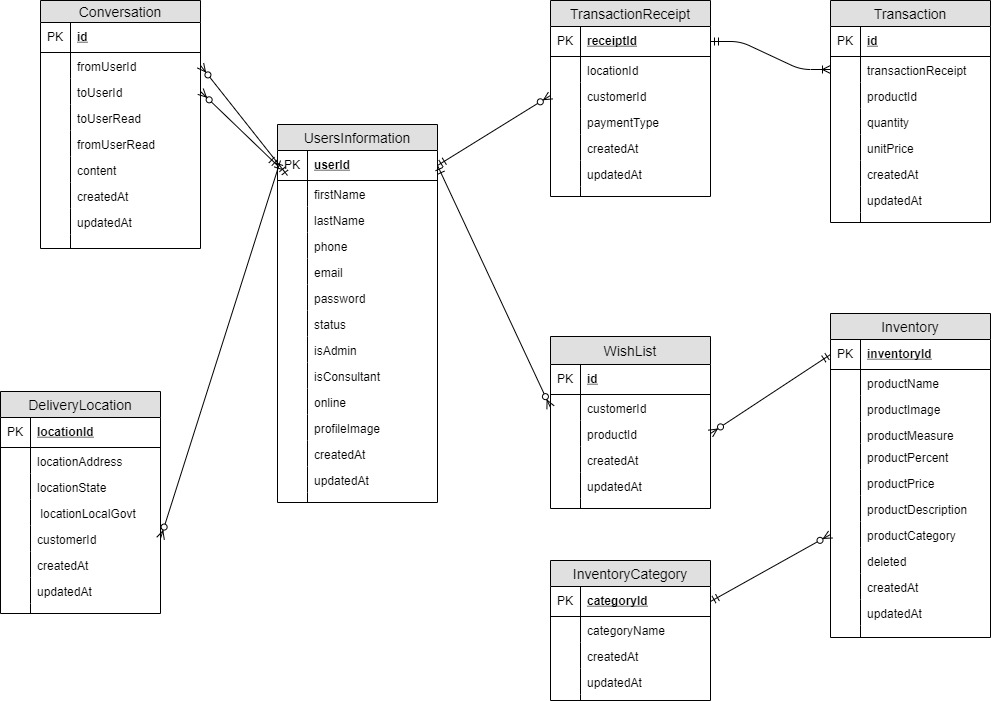 Conversation
PK id
fromUserId
toUserId
toUserRead
fromUserRead
content
createdAt
updatedAt
UsersInformation
PK userId
firstName
lastName
phone
email
password
status
isAdmin
isConsultant
online
profileImage
createdAt
updatedAt
DeliveryLocation
PK locationId
locationAddress
locationState
locationLocalGovt
customerId
createdAt
updatedAt
TransactionReceipt
PK receiptId
locationId
customerId
paymentType
createdAt
updatedAt
Transaction
PK id
transactionReceipt
productId
quantity
unitPrice
createdAt
updatedAt
WishList
PK id
customerId
productId
createdAt
updatedAt
Inventory
PK inventoryId
productName
productImage
productMeasure
productPercent
productPrice
productDescription
productCategory
deleted
createdAt
updatedAt
InventoryCategory
PK categoryId
categoryName
createdAt
updatedAt